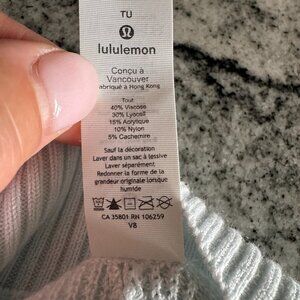 TU
lululemon
Conçu à
Vancouver
Fabriqué à Hong Kong
Tout
40% Viscose
30% Lyocell
15% Acrylique
10% Nylon
5% Cachemire
Sauf la décoration
Laver dans un sac à lessive
Laver séparément.
Redonner la forme de la
grandeur originale lorsque
humide
CA 35801 RN 106259
V8